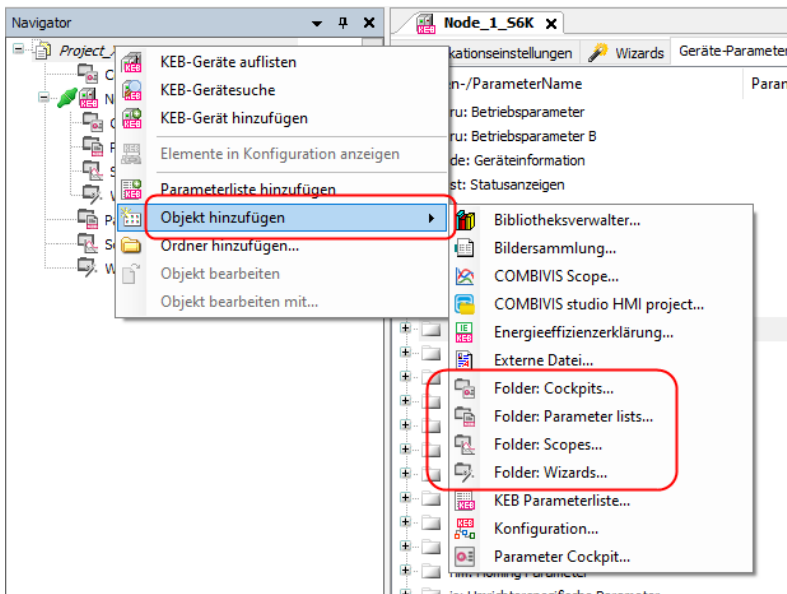 Navigator
Node_1_S6K
Project_
kationseinstellungen
Wizards
Geräte-Parameter
n-/ParameterName
Paran
ru: Betriebsparameter
ru: Betriebsparameter B
de: Geräteinformation
st: Statusanzeigen
C
N
C
P
S
W
P
S
W
KEB-Geräte auflisten
KEB-Gerätesuche
KEB-Gerät hinzufügen
Elemente in Konfiguration anzeigen
Parameterliste hinzufügen
Objekt hinzufügen
Ordner hinzufügen...
Objekt bearbeiten
Objekt bearbeiten mit...
Bibliotheksverwalter...
Bildersammlung...
COMBIVIS Scope...
COMBIVIS studio HMI project...
Energieeffizienzerklärung...
Externe Datei...
Folder: Cockpits...
Folder: Parameter lists...
Folder: Scopes...
Folder: Wizards...
KEB Parameterliste...
Konfiguration...
Parameter Cockpit...